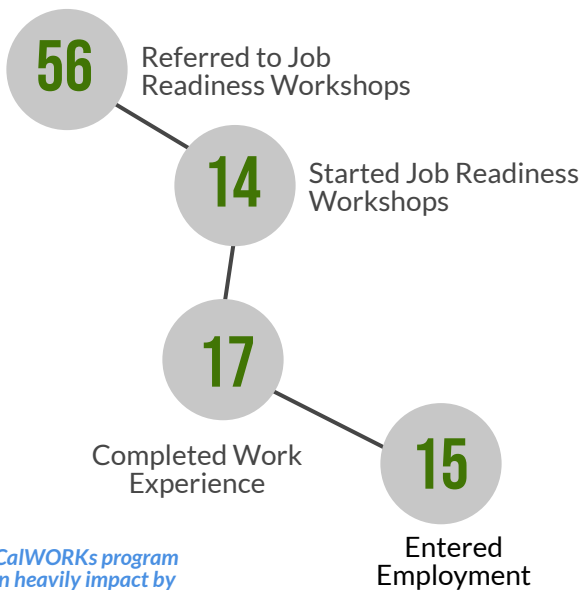 56
Referred to Job
Readiness Workshops
14
Started Job Readiness
Workshops
17
Completed Work
Experience
15
Entered
Employment
CalWORKs program
n heavily impact by